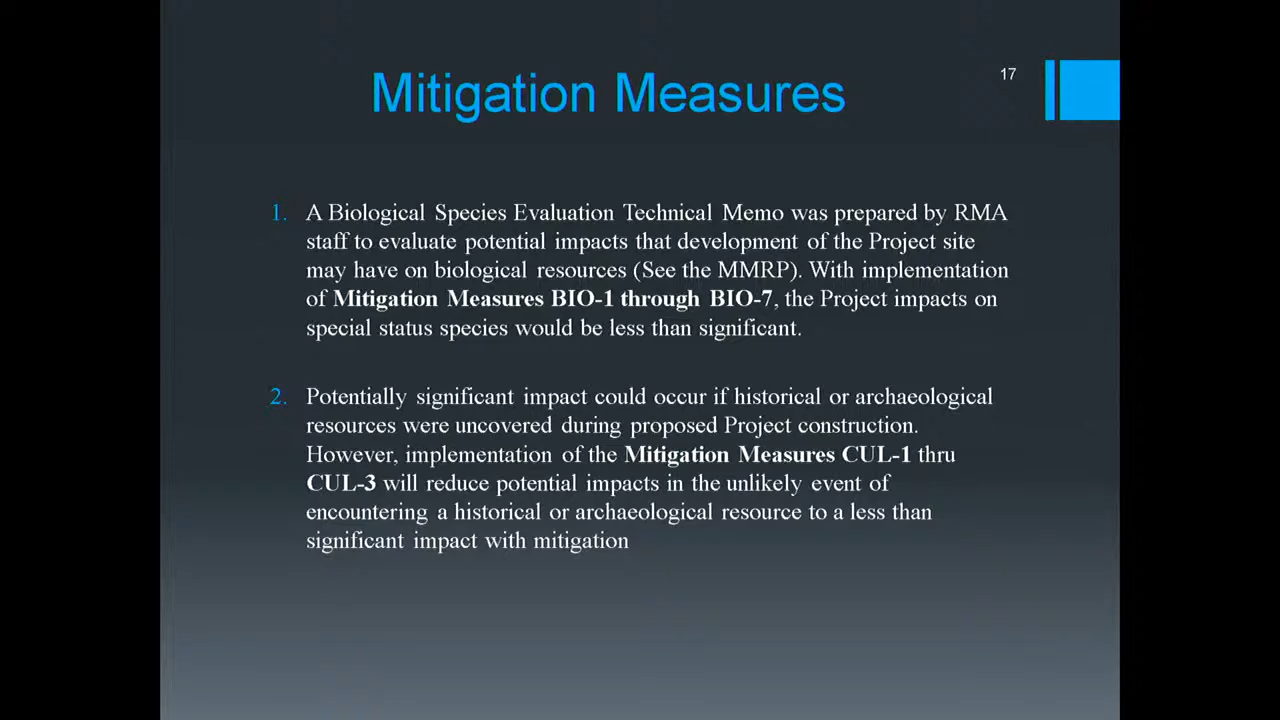 17
Mitigation Measures
1. A Biological Species Evaluation Technical Memo was prepared by RMA
staff to evaluate potential impacts that development of the Project site
may have on biological resources (See the MMRP). With implementation
of Mitigation Measures BIO-1 through BIO-7, the Project impacts on
special status species would be less than significant.
2. Potentially significant impact could occur if historical or archaeological
resources were uncovered during proposed Project construction.
However, implementation of the Mitigation Measures CUL-1 thru
CUL-3 will reduce potential impacts in the unlikely event of
encountering a historical or archaeological resource to a less than
significant impact with mitigation